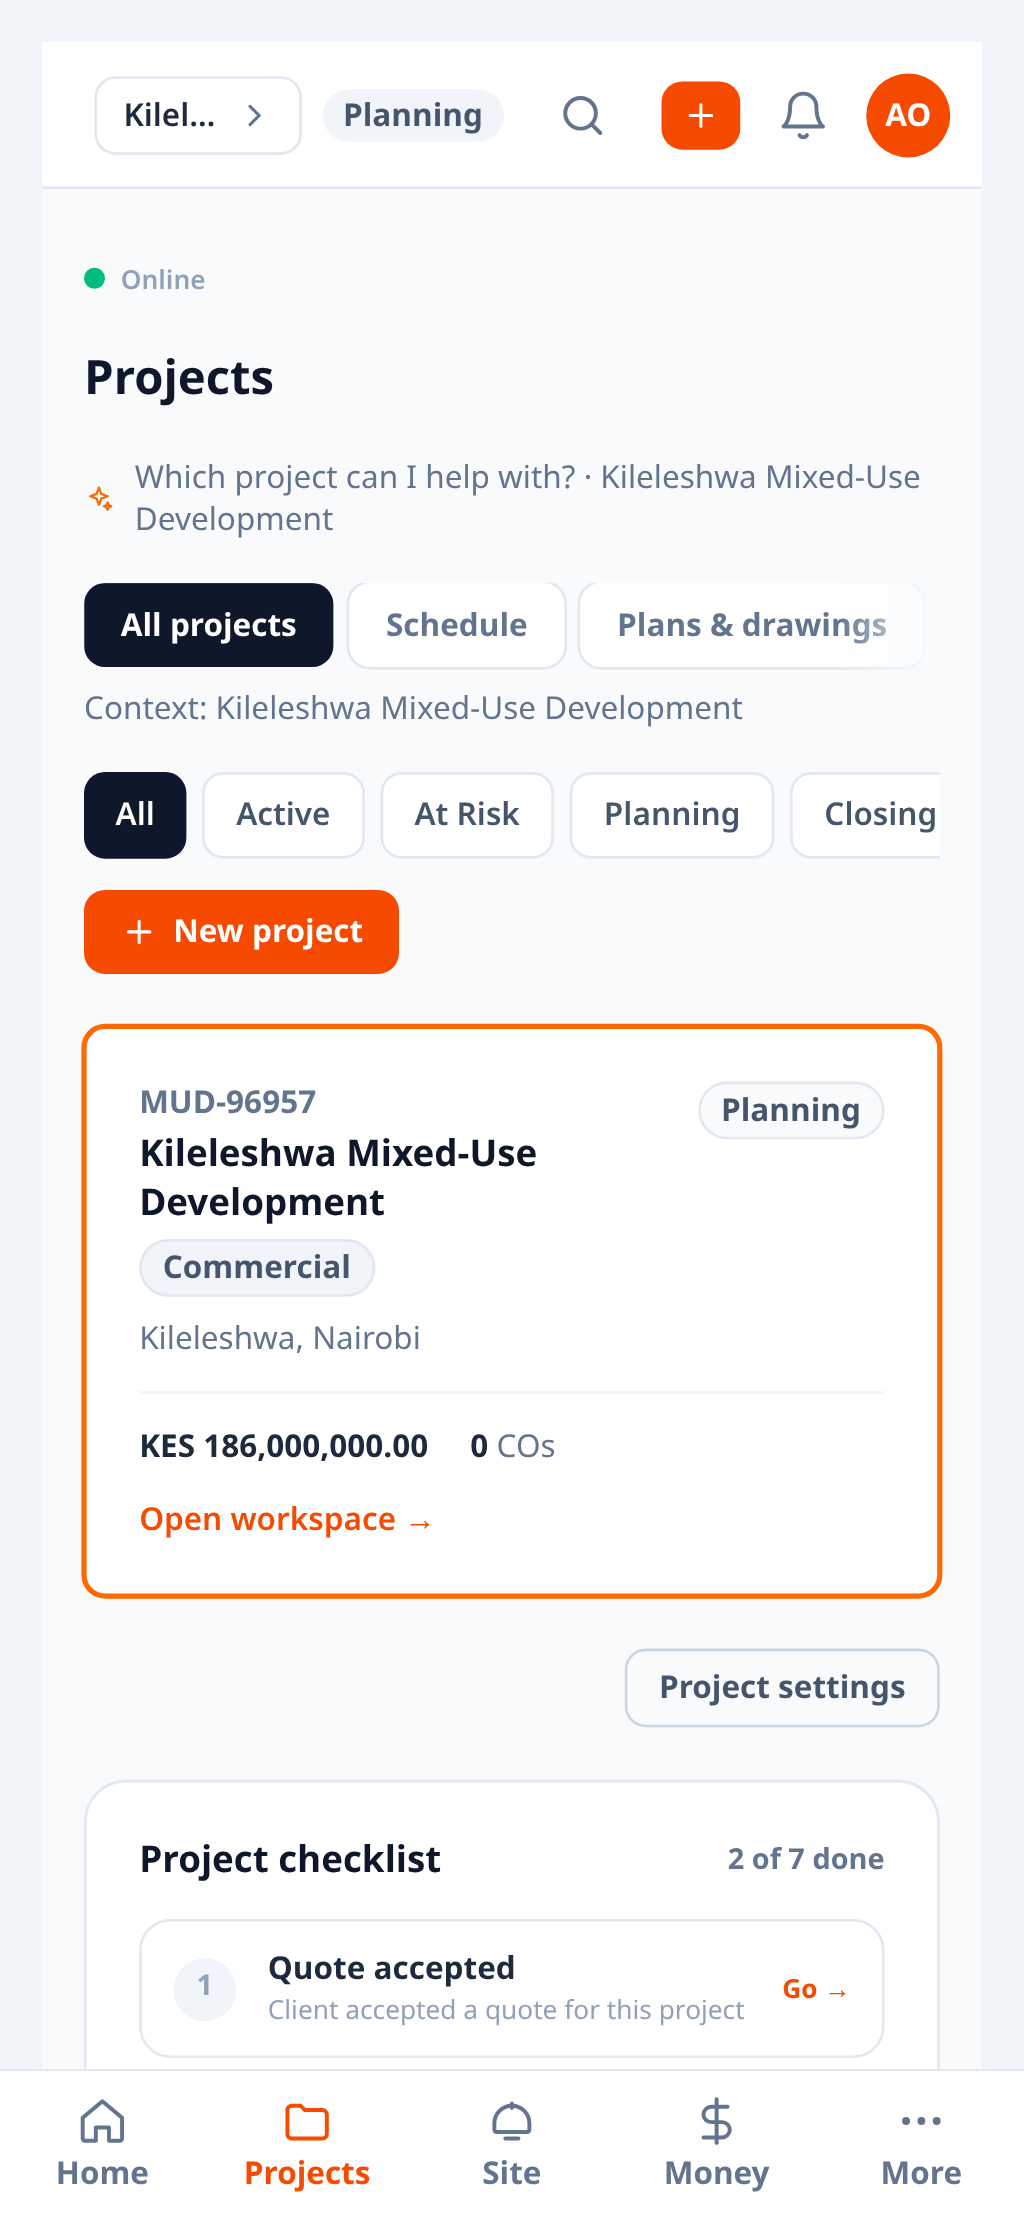 Kilel...
Planning
AO
Online
Projects
Which project can I help with? · Kileleshwa Mixed-Use
Development
All projects
Schedule
Plans & drawings
Context: Kileleshwa Mixed-Use Development
All
Active
At Risk
Planning
Closing
New project
MUD-96957
Planning
Kileleshwa Mixed-Use
Development
Commercial
Kileleshwa, Nairobi
KES 186,000,000.00 0 COs
Open workspace →
Project settings
Project checklist
2 of 7 done
1
Quote accepted
Client accepted a quote for this project
Go →
Home
Projects
Site
Money
More